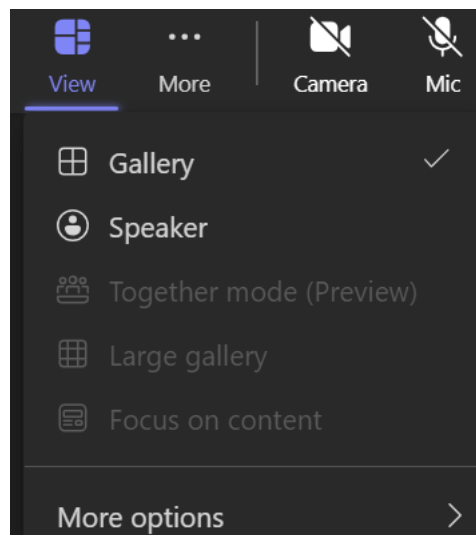 View More Camera Mic
Gallery
Speaker
Together mode (Preview)
Large gallery
Focus on content
More options